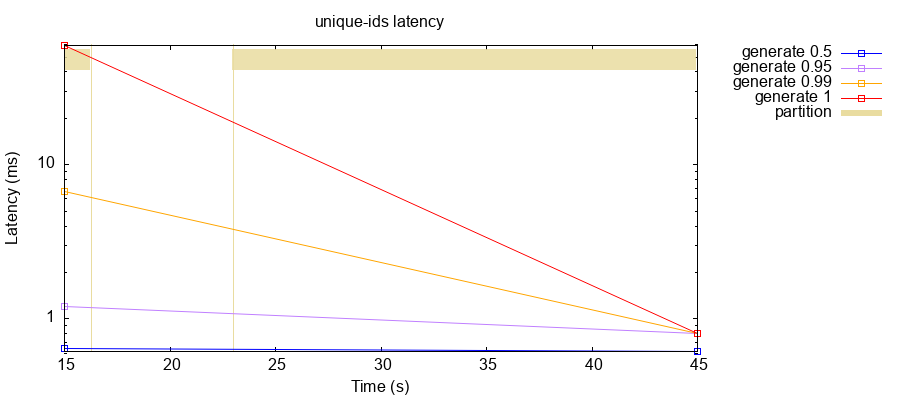 unique-ids latency
generate 0.5
generate 0.95
generate 0.99
generate 1
partition
Latency (ms)
10
1
15 20 25 30 35 40 45
Time (s)